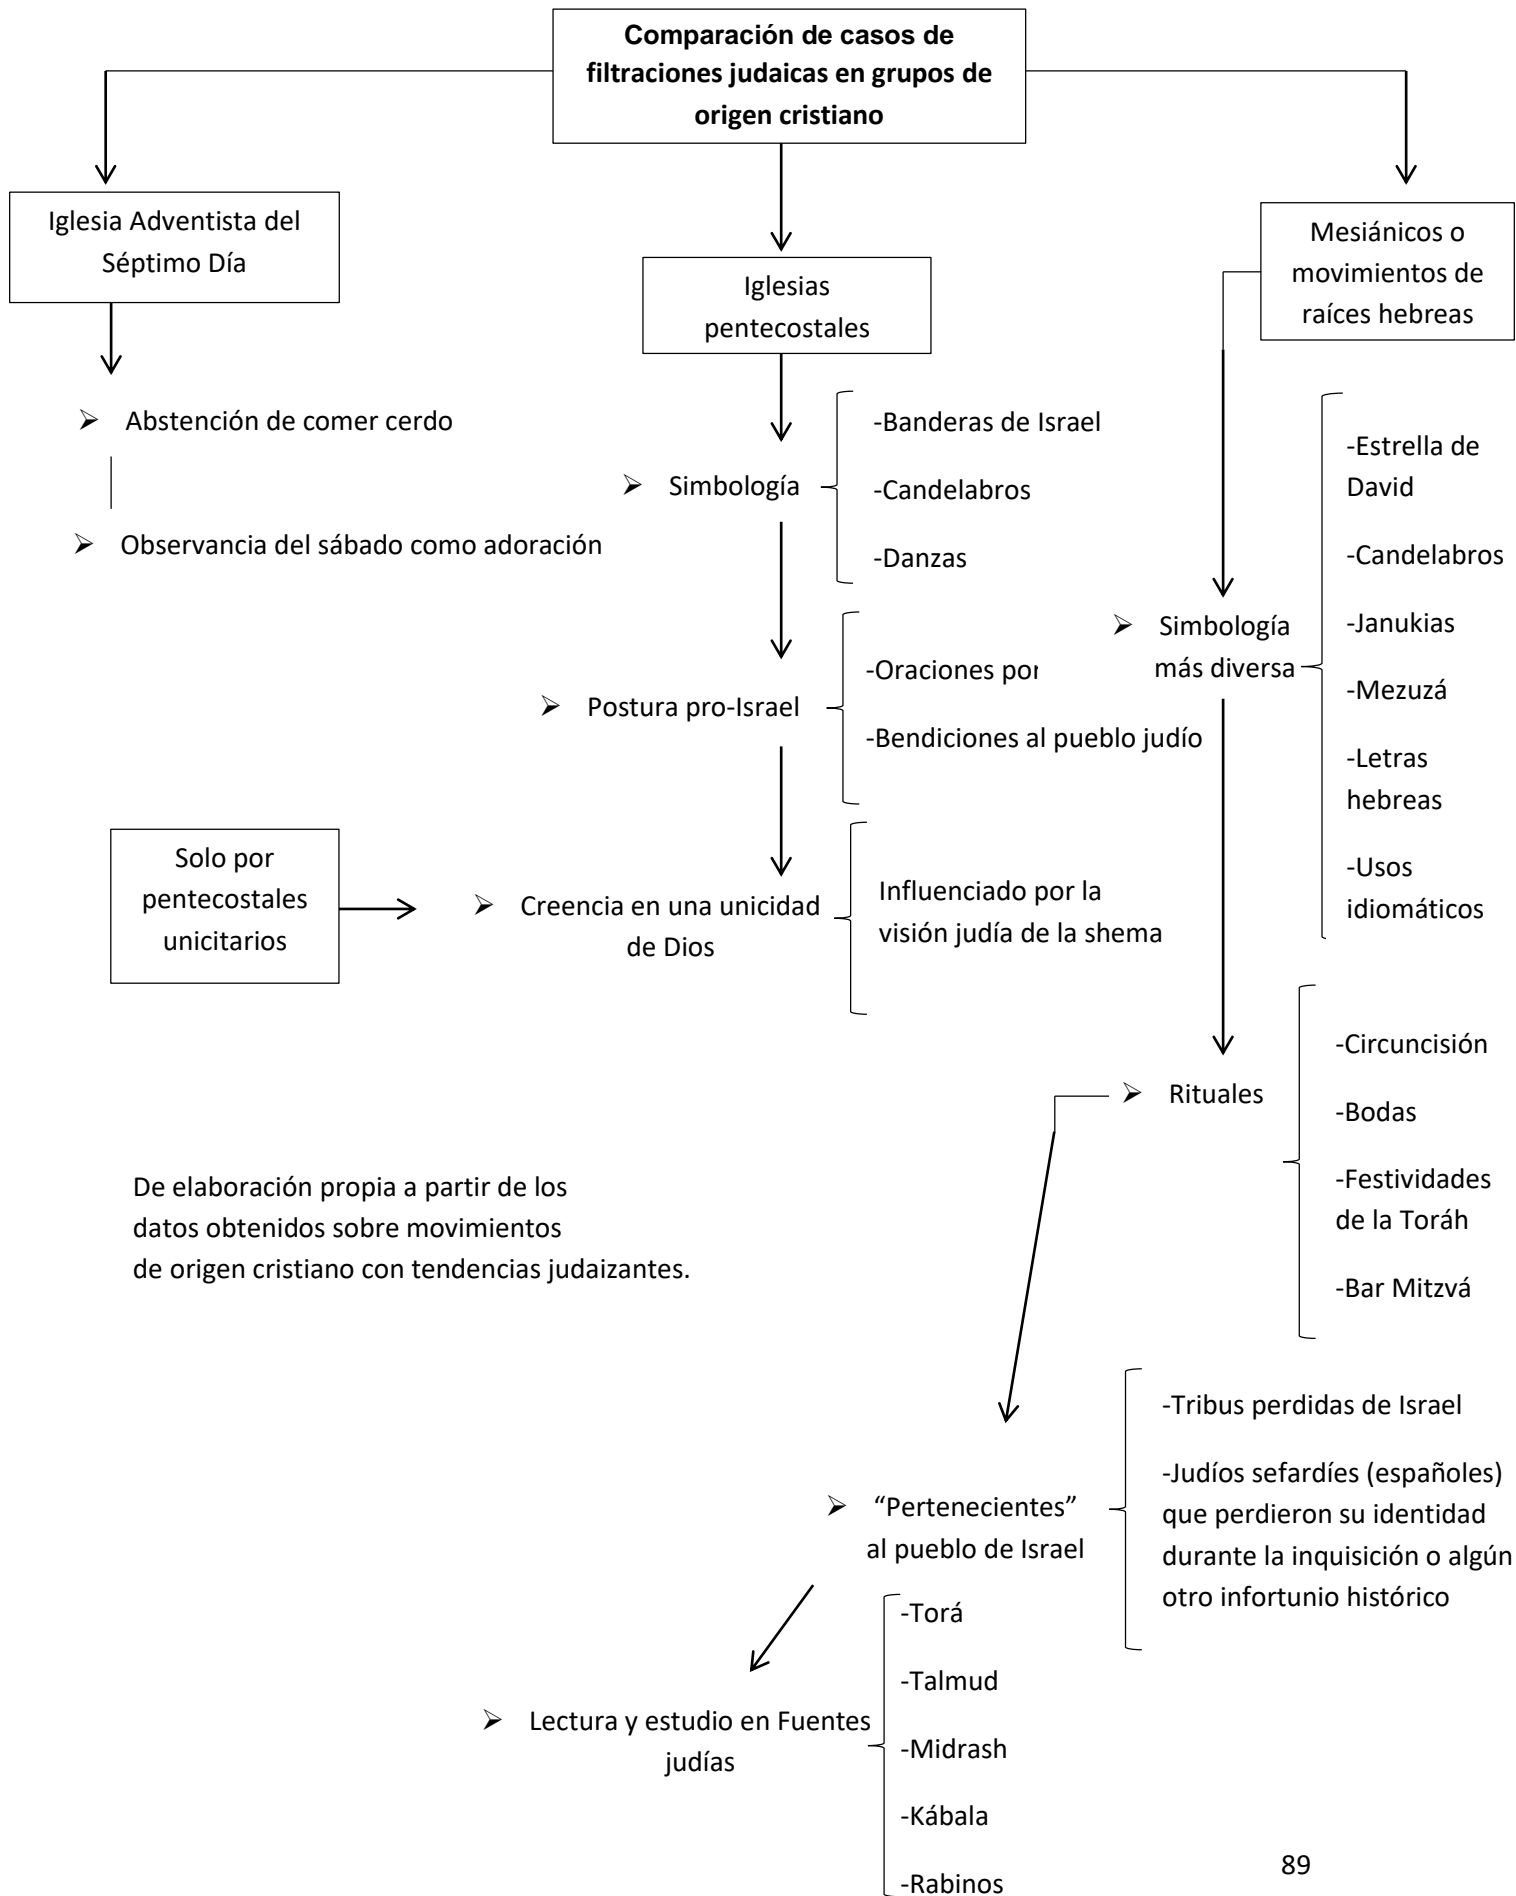 Comparación de casos de
filtraciones judaicas en grupos de
origen cristiano
Iglesia Adventista del
Séptimo Día
Abstención de comer cerdo
Observancia del sábado como adoración
Iglesias
pentecostales
Simbología
-Banderas de Israel
-Candelabros
-Danzas
Postura pro-Israel
-Oraciones por
-Bendiciones al pueblo judío
Solo por
pentecostales
unicitarios
Creencia en una unicidad
de Dios
Influenciado por la
visión judía de la shema
Mesiánicos o
movimientos de
raíces hebreas
Simbología
más diversa
-Estrella de
David
-Candelabros
-Janukias
-Mezuzá
-Letras
hebreas
-Usos
idiomáticos
Rituales
-Circuncisión
-Bodas
-Festividades
de la Toráh
-Bar Mitzvá
“Pertenecientes”
al pueblo de Israel
-Tribus perdidas de Israel
-Judíos sefardíes (españoles)
que perdieron su identidad
durante la inquisición o algún
otro infortunio histórico
Lectura y estudio en Fuentes
judías
-Torá
-Talmud
-Midrash
-Kábala
-Rabinos
De elaboración propia a partir de los
datos obtenidos sobre movimientos
de origen cristiano con tendencias judaizantes.
89